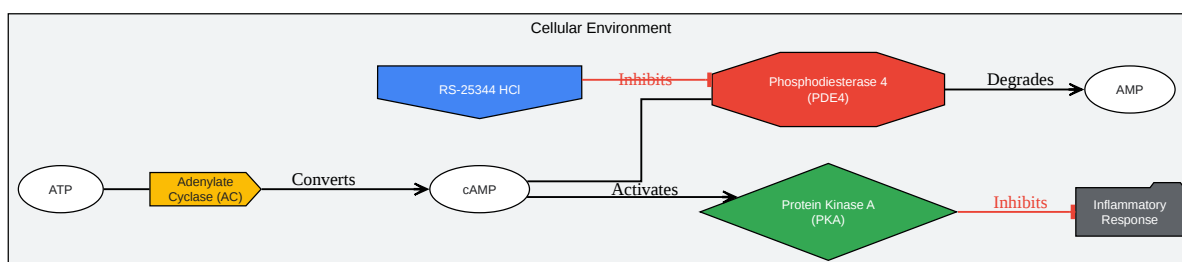 Cellular Environment
RS-25344 HCl
Inhibits
Phosphodiesterase 4
(PDE4)
Degrades
AMP
ATP
Adenylate
Cyclase (AC)
Converts
cAMP
Activates
Protein Kinase A
(PKA)
Inhibits
Inflammatory
Response